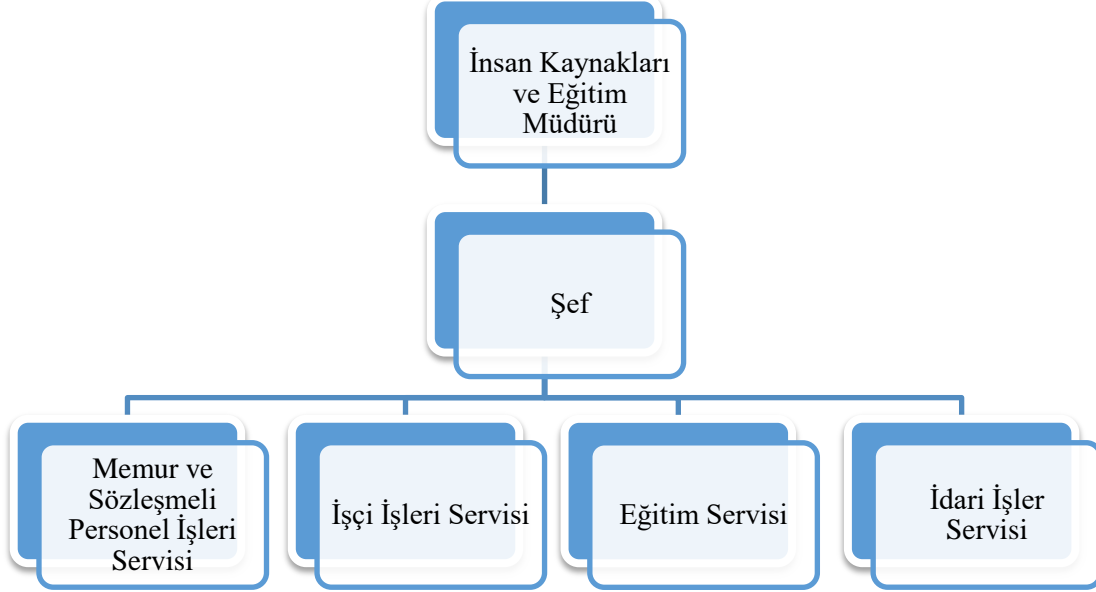 İnsan Kaynakları
ve Eğitim
Müdürü
Şef
Memur ve
Sözleşmeli
Personel İşleri
Servisi
İşçi İşleri Servisi
Eğitim Servisi
İdari İşler
Servisi